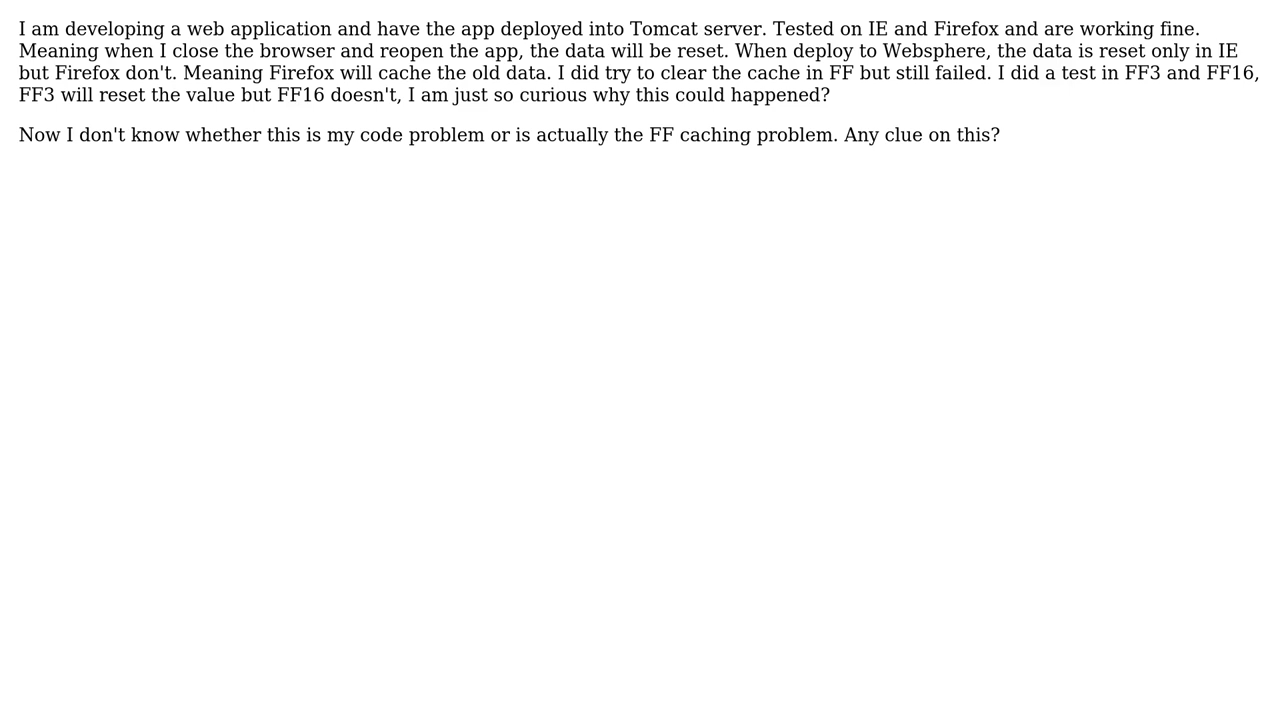 I am developing a web application and have the app deployed into Tomcat server. Tested on IE and Firefox and are working fine.
Meaning when I close the browser and reopen the app, the data will be reset. When deploy to Websphere, the data is reset only in IE
but Firefox don't. Meaning Firefox will cache the old data. I did try to clear the cache in FF but still failed. I did a test in FF3 and FF16,
FF3 will reset the value but FF16 doesn't, I am just so curious why this could happened?
Now I don't know whether this is my code problem or is actually the FF caching problem. Any clue on this?